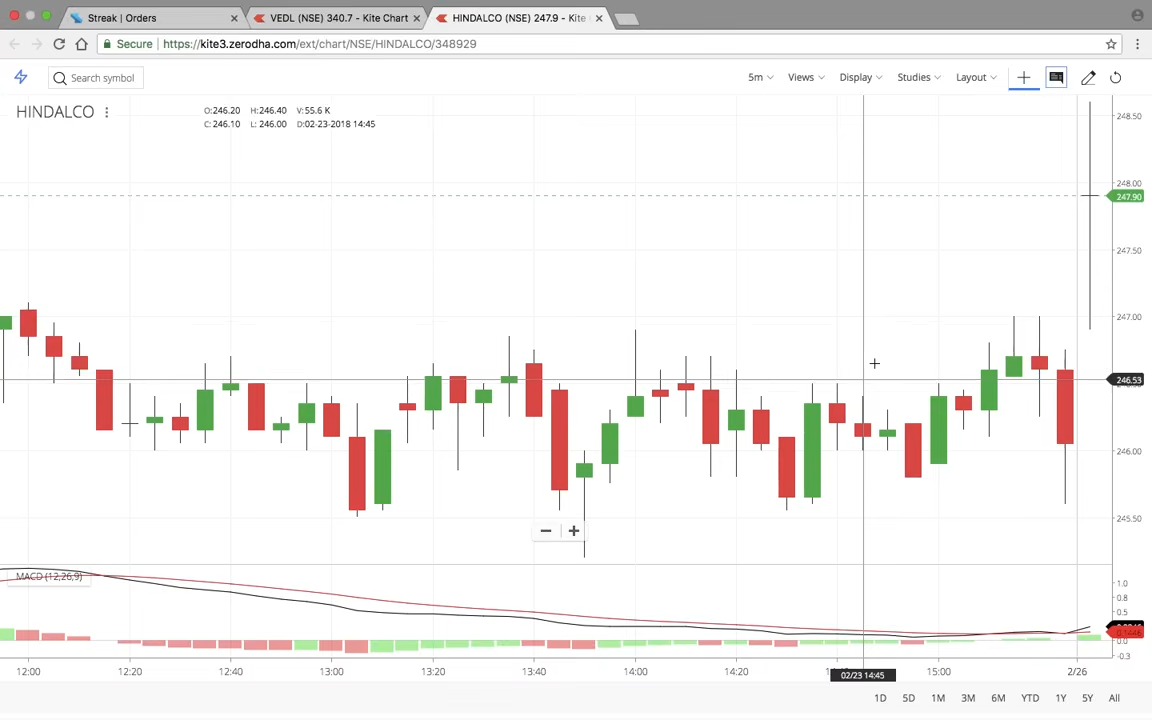 Streak | Orders
VEDL (NSE) 340.7 - Kite Chart
HINDALCO (NSE) 247.9 - Kite
Secure
https://kite3.zerodha.com/ext/chart/NSE/HINDALCO/348929
Search symbol
5m
Views
Display
Studies
Layout
HINDALCO
O:246.20 H:246.40 V:55.6 K
C: 246.10 L: 246.00 D:02-23-2018 14:45
248.50
248.00
247.90
247.50
247.00
246.53
246.00
245.50
MACD (12,26,9)
1.0
0.8
0.5
0.1446
0.0
-0.3
12:00 12:20 12:40 13:00 13:20 13:40 14:00 14:20 02/23 14:45 15:00 2/26
1D 5D 1M 3M 6M YTD 1Y 5Y All